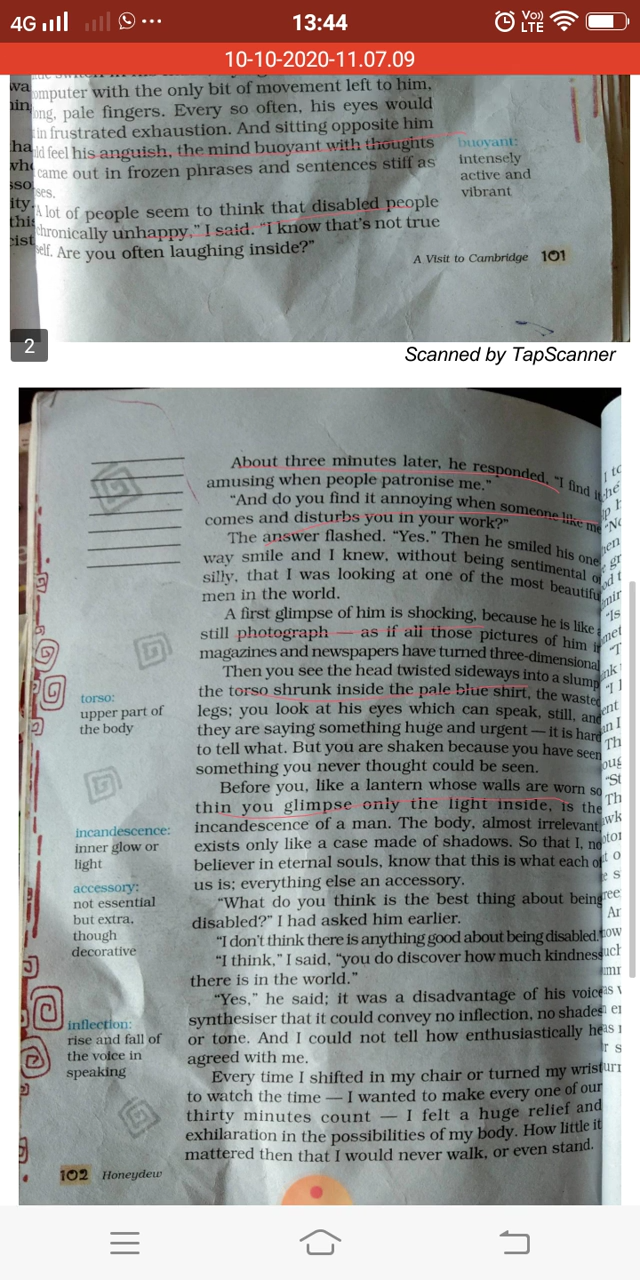 4G
13:44
Vo))
LTE
10-10-2020-11.07.09
computer with the only bit of movement left to him,
long, pale fingers. Every so often, his eyes would
in frustrated exhaustion. And sitting opposite him
feel his anguish, the mind buoyant with thoughts
came out in frozen phrases and sentences stiff as
A lot of people seem to think that disabled people
chronically unhappy," I said. "I know that's not true
self. Are you often laughing inside?"
buoyant:
intensely
active and
vibrant
A Visit to Cambridge 101
2
Scanned by TapScanner
About three minutes later, he responded, "I find it
amusing when people patronise me."
"And do you find it annoying when someone like me
comes and disturbs you in your work?"
The answer flashed. "Yes." Then he smiled his one
way smile and I knew, without being sentimental or
silly, that I was looking at one of the most beautiful
men in the world.
A first glimpse of him is shocking, because he is like a
still photograph — as if all those pictures of him in
magazines and newspapers have turned three-dimensional
Then you see the head twisted sideways into a slump
the torso shrunk inside the pale blue shirt, the wasted
legs; you look at his eyes which can speak, still, and
they are saying something huge and urgent — it is hard
to tell what. But you are shaken because you have seen
something you never thought could be seen.
Before you, like a lantern whose walls are worn so
thin you glimpse only the light inside, is the
incandescence of a man. The body, almost irrelevant,
exists only like a case made of shadows. So that I, no
believer in eternal souls, know that this is what each of
us is; everything else an accessory.
"What do you think is the best thing about being
disabled?" I had asked him earlier.
"I don't think there is anything good about being disabled."
"I think," I said, "you do discover how much kindness
there is in the world."
"Yes," he said; it was a disadvantage of his voice
synthesiser that it could convey no inflection, no shades
or tone. And I could not tell how enthusiastically he
agreed with me.
Every time I shifted in my chair or turned my wrist
to watch the time — I wanted to make every one of our
thirty minutes count — I felt a huge relief and
exhilaration in the possibilities of my body. How little it
mattered then that I would never walk, or even stand.
torso:
upper part of
the body
incandescence:
inner glow or
light
accessory:
not essential
but extra,
though
decorative
inflection:
rise and fall of
the voice in
speaking
102 Honeydew